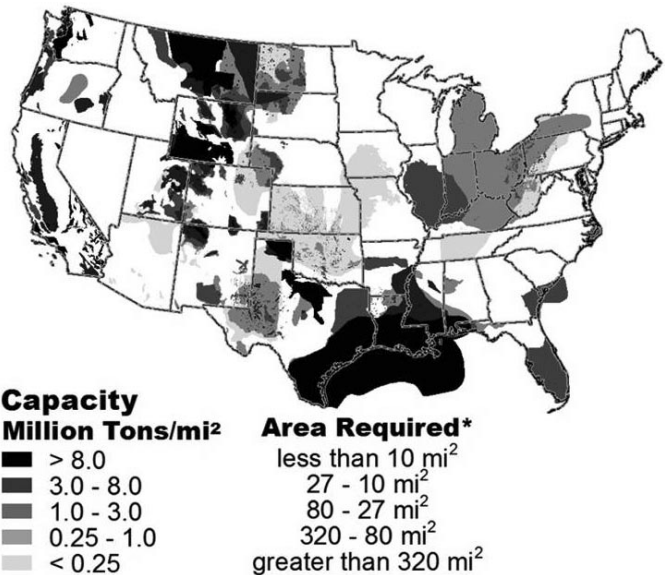 Capacity
Million Tons/mi² Area Required*
> 8.0 less than 10 mi²
3.0 - 8.0 27 - 10 mi²
1.0 - 3.0 80 - 27 mi²
0.25 - 1.0 320 - 80 mi²
< 0.25 greater than 320 mi²